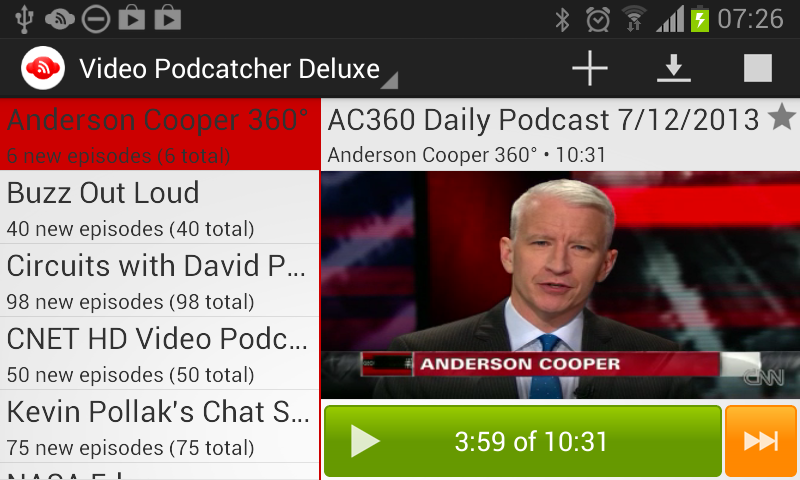 07:26
Video Podcatcher Deluxe
Anderson Cooper 360°
6 new episodes (6 total)
Buzz Out Loud
40 new episodes (40 total)
Circuits with David P...
98 new episodes (98 total)
CNET HD Video Podc...
50 new episodes (50 total)
Kevin Pollak's Chat S...
75 new episodes (75 total)
AC360 Daily Podcast 7/12/2013
Anderson Cooper 360° • 10:31
ANDERSON COOPER
CNN
3:59 of 10:31